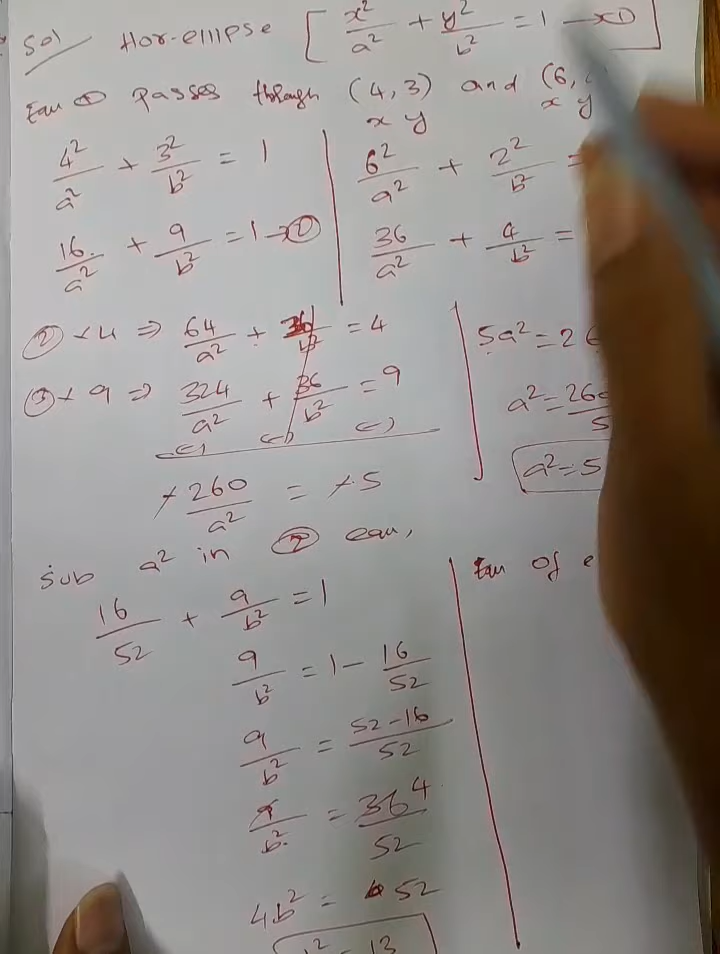 Sol Hor-ellipse [ x²/a² + y²/b² = 1 → ① ]
Eqn ① Passes through (4, 3) and (6,
x y x y
4²/a² + 3²/b² = 1
6²/a² + 2²/b² =
16/a² + 9/b² = 1 → ②
36/a² + 4/b² =
② × 4 ⇒ 64/a² + 36/b² = 4
③ × 9 ⇒ 324/a² + 36/b² = 9
(-) (-) (-)
-260/a² = -5
5a² = 26
a² = 260/5
a² = 5
Sub a² in ② eqn,
16/52 + 9/b² = 1
9/b² = 1 - 16/52
9/b² = 52-16/52
9/b² = 36 4/52
4b² = 52
b² = 13
Eqn of e